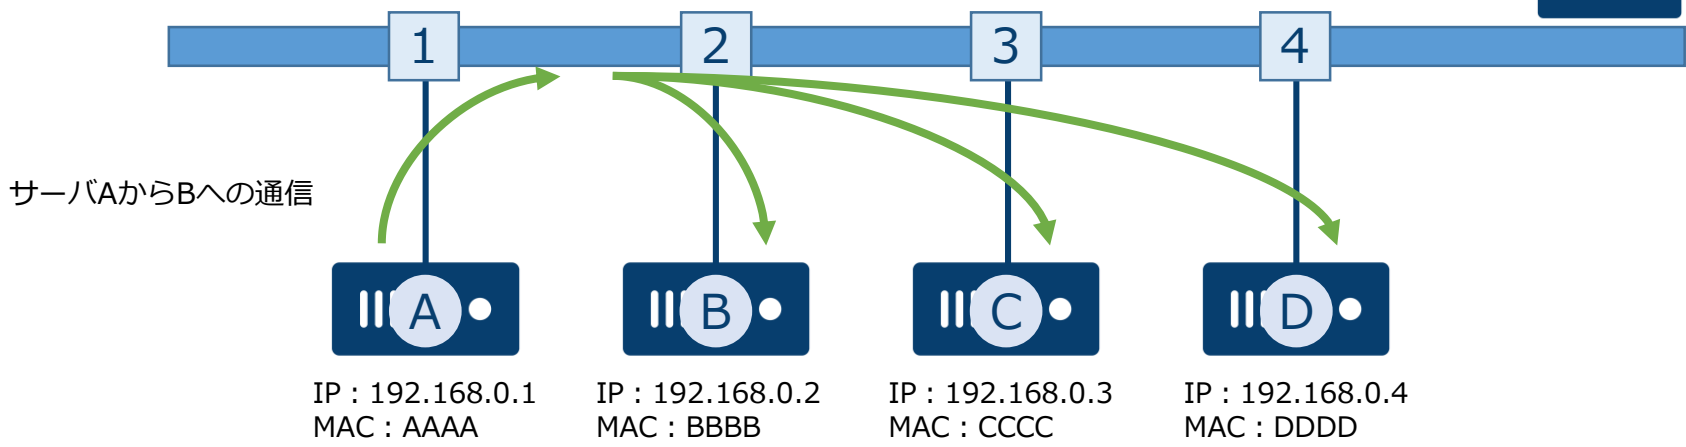 1 2 3 4
サーバAからBへの通信
A B C D
IP：192.168.0.1
MAC：AAAA
IP：192.168.0.2
MAC：BBBB
IP：192.168.0.3
MAC：CCCC
IP：192.168.0.4
MAC：DDDD